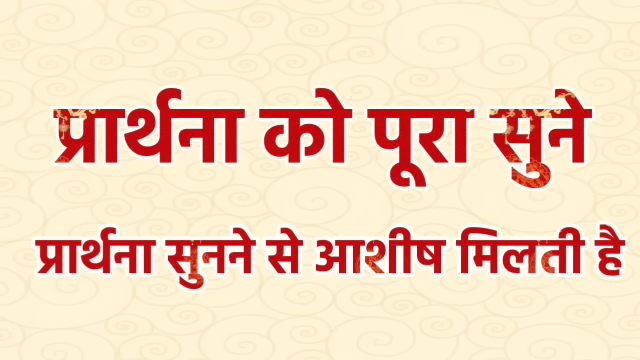 प्रार्थना को पूरा सुने
प्रार्थना सुनने से आशीष मिलती है